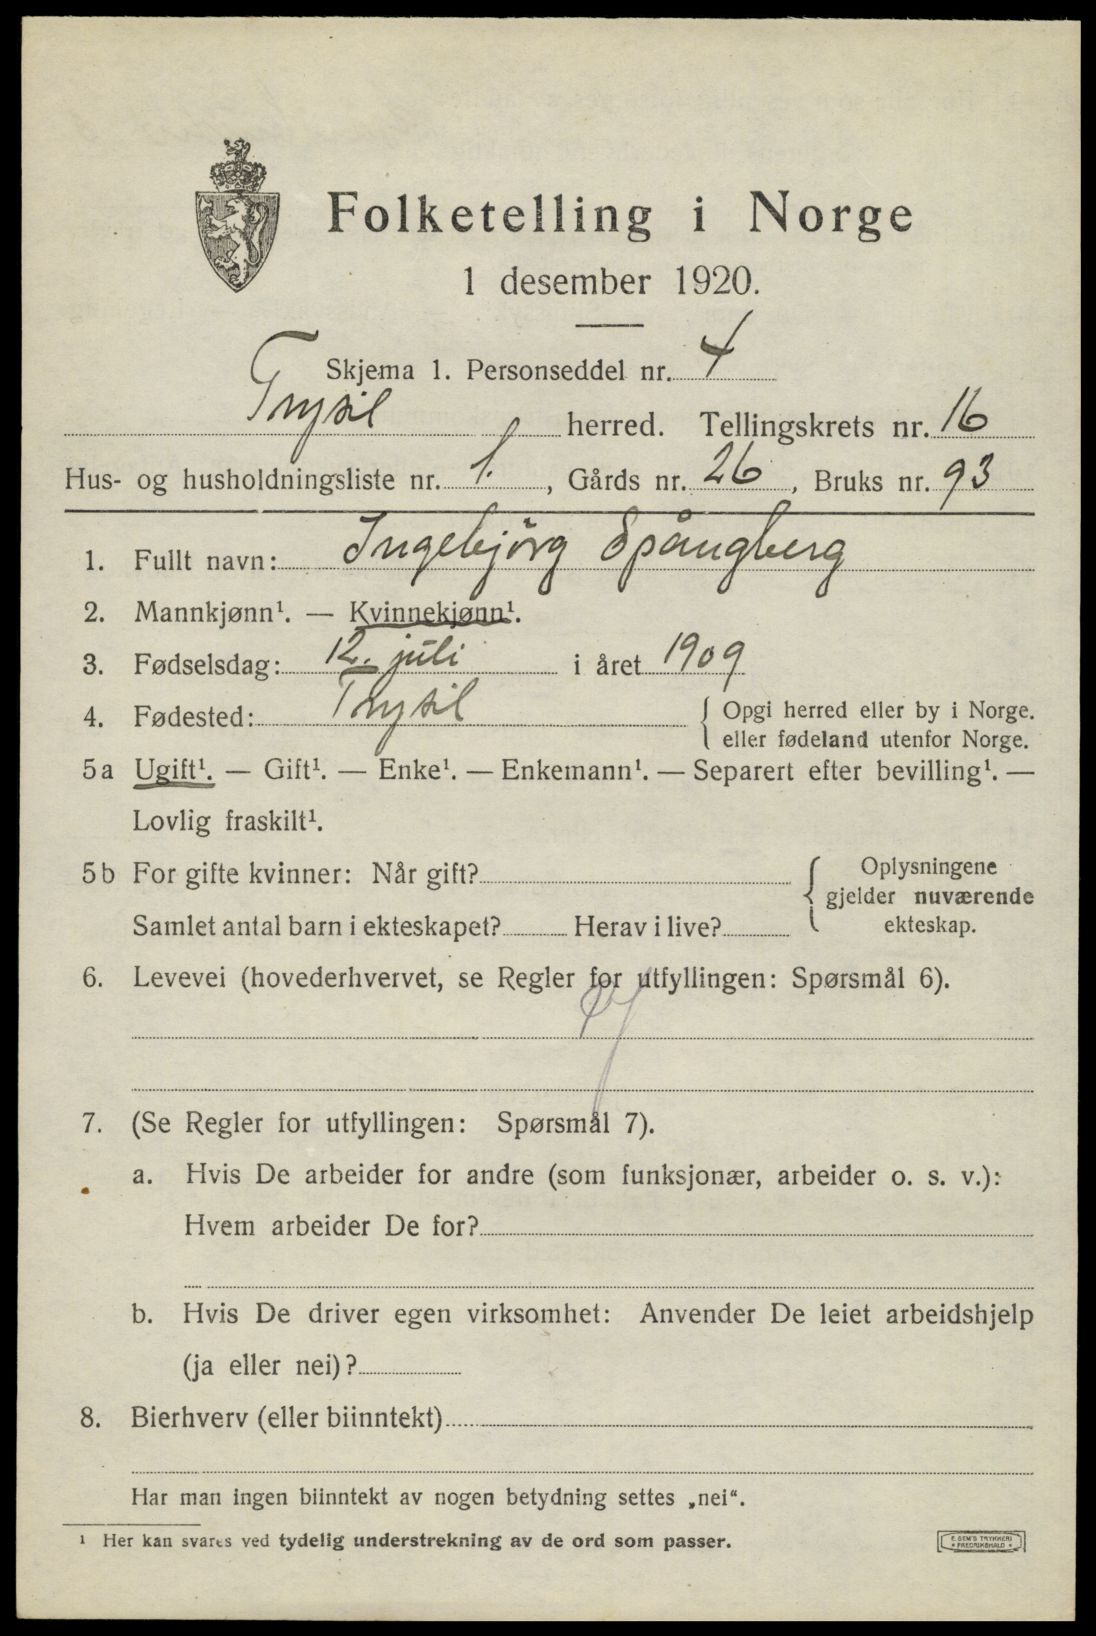 Folketelling i Norge
1 desember 1920.
Skjema 1. Personseddel nr. 4
Trysil herred. Tellingskrets nr. 16
Hus- og husholdningsliste nr. 1., Gårds nr. 26, Bruks nr. 93
1. Fullt navn: Ingebjörg Spångberg
2. Mannkjønn¹. — Kvinnekjønn¹.
3. Fødselsdag: 12. juli i året 1909
4. Fødested: Trysil { Opgi herred eller by i Norge.
eller fødeland utenfor Norge.
5a Ugift¹. — Gift¹. — Enke¹. — Enkemann¹. — Separert efter bevilling¹. —
Lovlig fraskilt¹.
5b For gifte kvinner: Når gift? { Oplysningene
gjelder nuværende
Samlet antal barn i ekteskapet? Herav i live? ekteskap.
6. Levevei (hovederhvervet, se Regler for utfyllingen: Spørsmål 6).
7. (Se Regler for utfyllingen: Spørsmål 7).
a. Hvis De arbeider for andre (som funksjonær, arbeider o. s. v.):
Hvem arbeider De for?
b. Hvis De driver egen virksomhet: Anvender De leiet arbeidshjelp
(ja eller nei)?
8. Bierhverv (eller biinntekt)
Har man ingen biinntekt av nogen betydning settes „nei“.
¹ Her kan svares ved tydelig understrekning av de ord som passer.
E. SEM'S TRYKKERI
* FREDRIKSHALD *